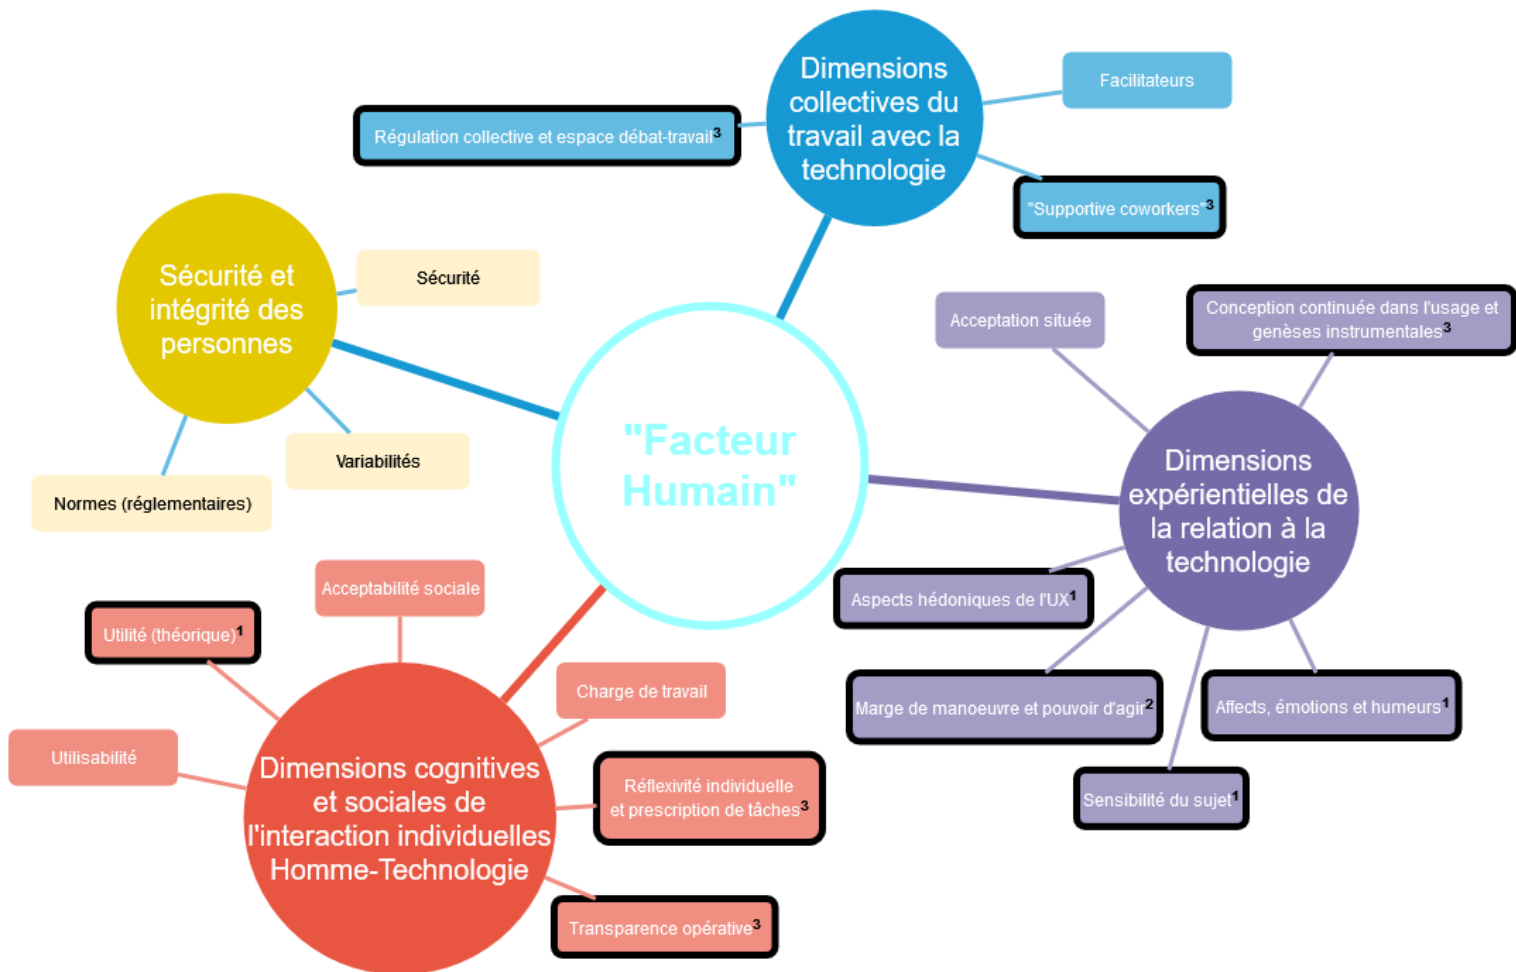 Dimensions
collectives du
travail avec la
technologie
Facilitateurs
Régulation collective et espace débat-travail³
"Supportive coworkers"³
Sécurité et
intégrité des
personnes
Sécurité
Variabilités
Normes (réglementaires)
"Facteur
Humain"
Acceptation située
Conception continuée dans l'usage et
genèses instrumentales³
Dimensions
expérientielles de
la relation à la
technologie
Aspects hédoniques de l'UX¹
Marge de manoeuvre et pouvoir d'agir²
Affects, émotions et humeurs¹
Sensibilité du sujet¹
Acceptabilité sociale
Utilité (théorique)¹
Utilisabilité
Charge de travail
Dimensions cognitives
et sociales de
l'interaction individuelles
Homme-Technologie
Réflexivité individuelle
et prescription de tâches³
Transparence opérative³